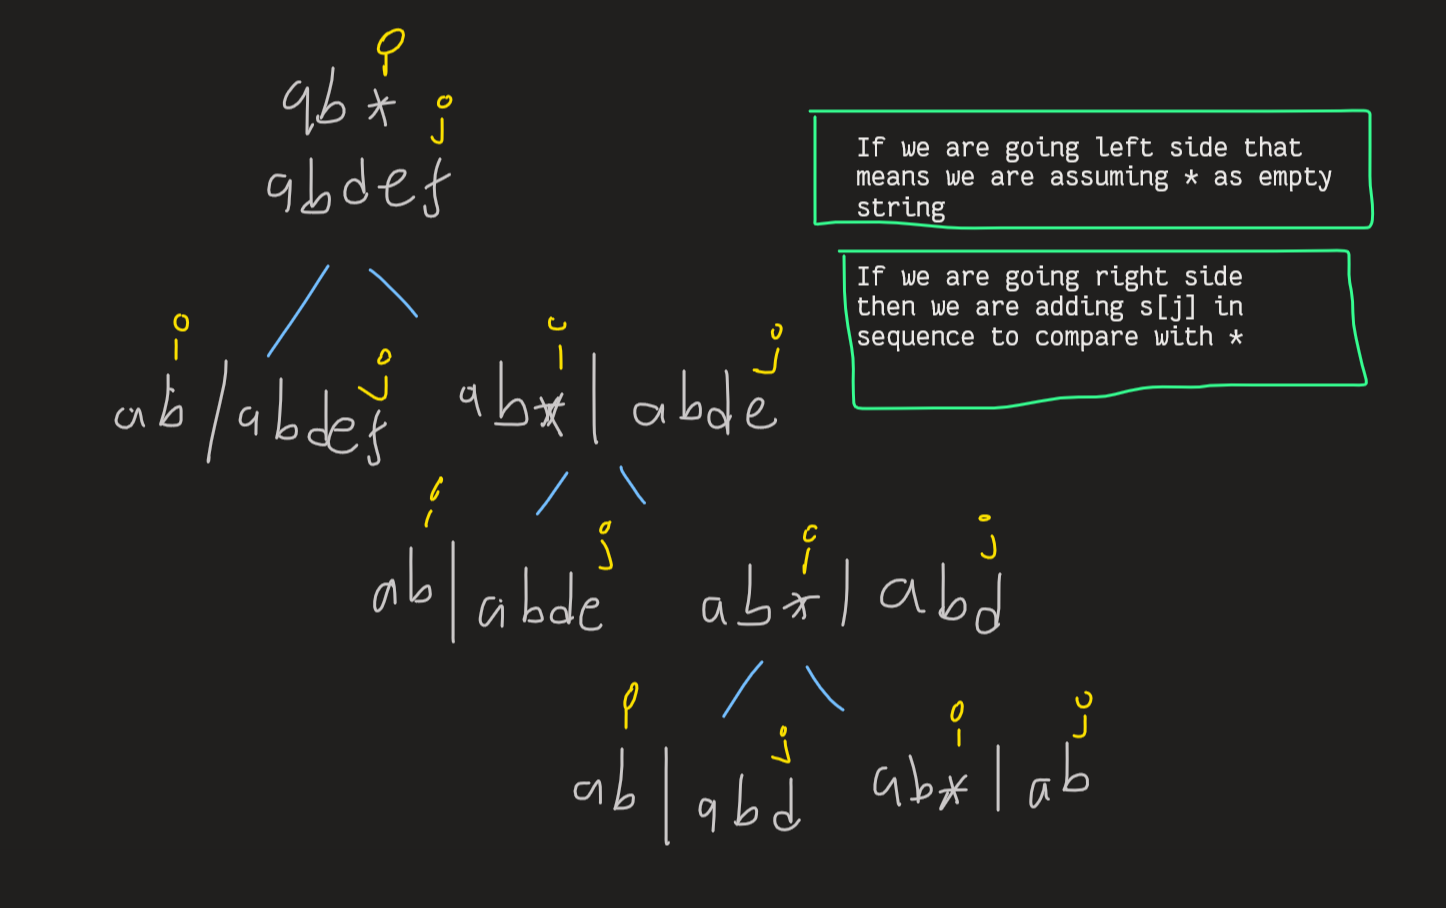 i
ab*
j
abdef
If we are going left side that
means we are assuming * as empty
string
If we are going right side
then we are adding s[j] in
sequence to compare with *
i j
ab | abdef
i j
ab* | abde
i j
ab | abde
i j
ab* | abd
i j
ab | abd
i j
ab* | ab